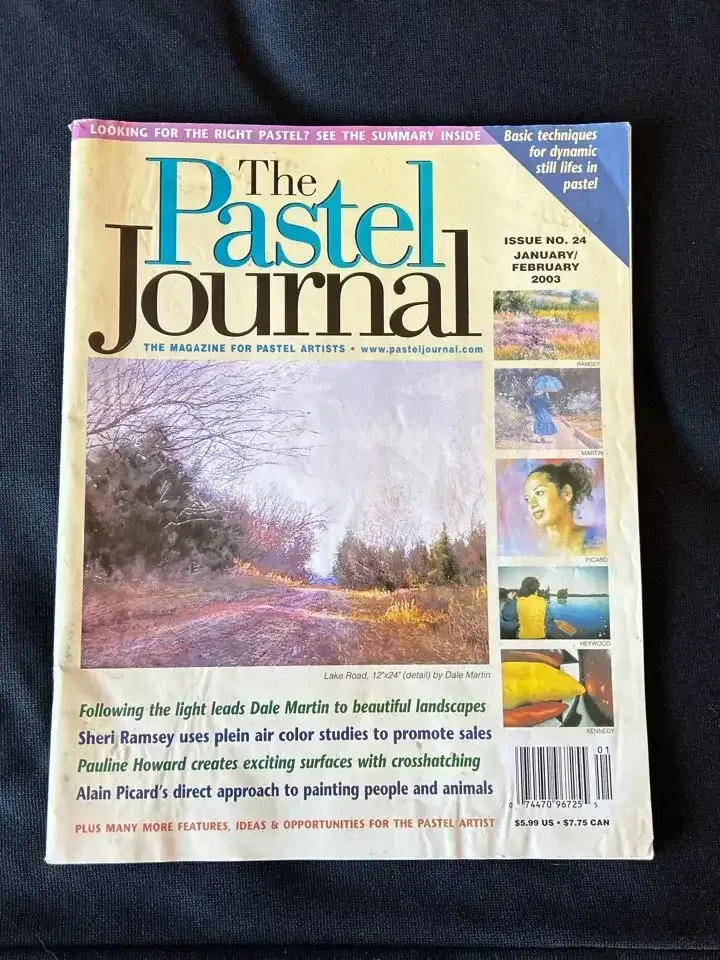 LOOKING FOR THE RIGHT PASTEL? SEE THE SUMMARY INSIDE
Basic techniques
for dynamic
still lifes in
pastel
The
Pastel
Journal
THE MAGAZINE FOR PASTEL ARTISTS • www.pasteljournal.com
ISSUE NO. 24
JANUARY/
FEBRUARY
2003
RAMSEY
MARTIN
PICARD
HEYWOOD
KENNEDY
Lake Road, 12"x24" (detail) by Dale Martin
Following the light leads Dale Martin to beautiful landscapes
Sheri Ramsey uses plein air color studies to promote sales
Pauline Howard creates exciting surfaces with crosshatching
Alain Picard's direct approach to painting people and animals
PLUS MANY MORE FEATURES, IDEAS & OPPORTUNITIES FOR THE PASTEL ARTIST
01
0 74470 96725 5
$5.99 US • $7.75 CAN